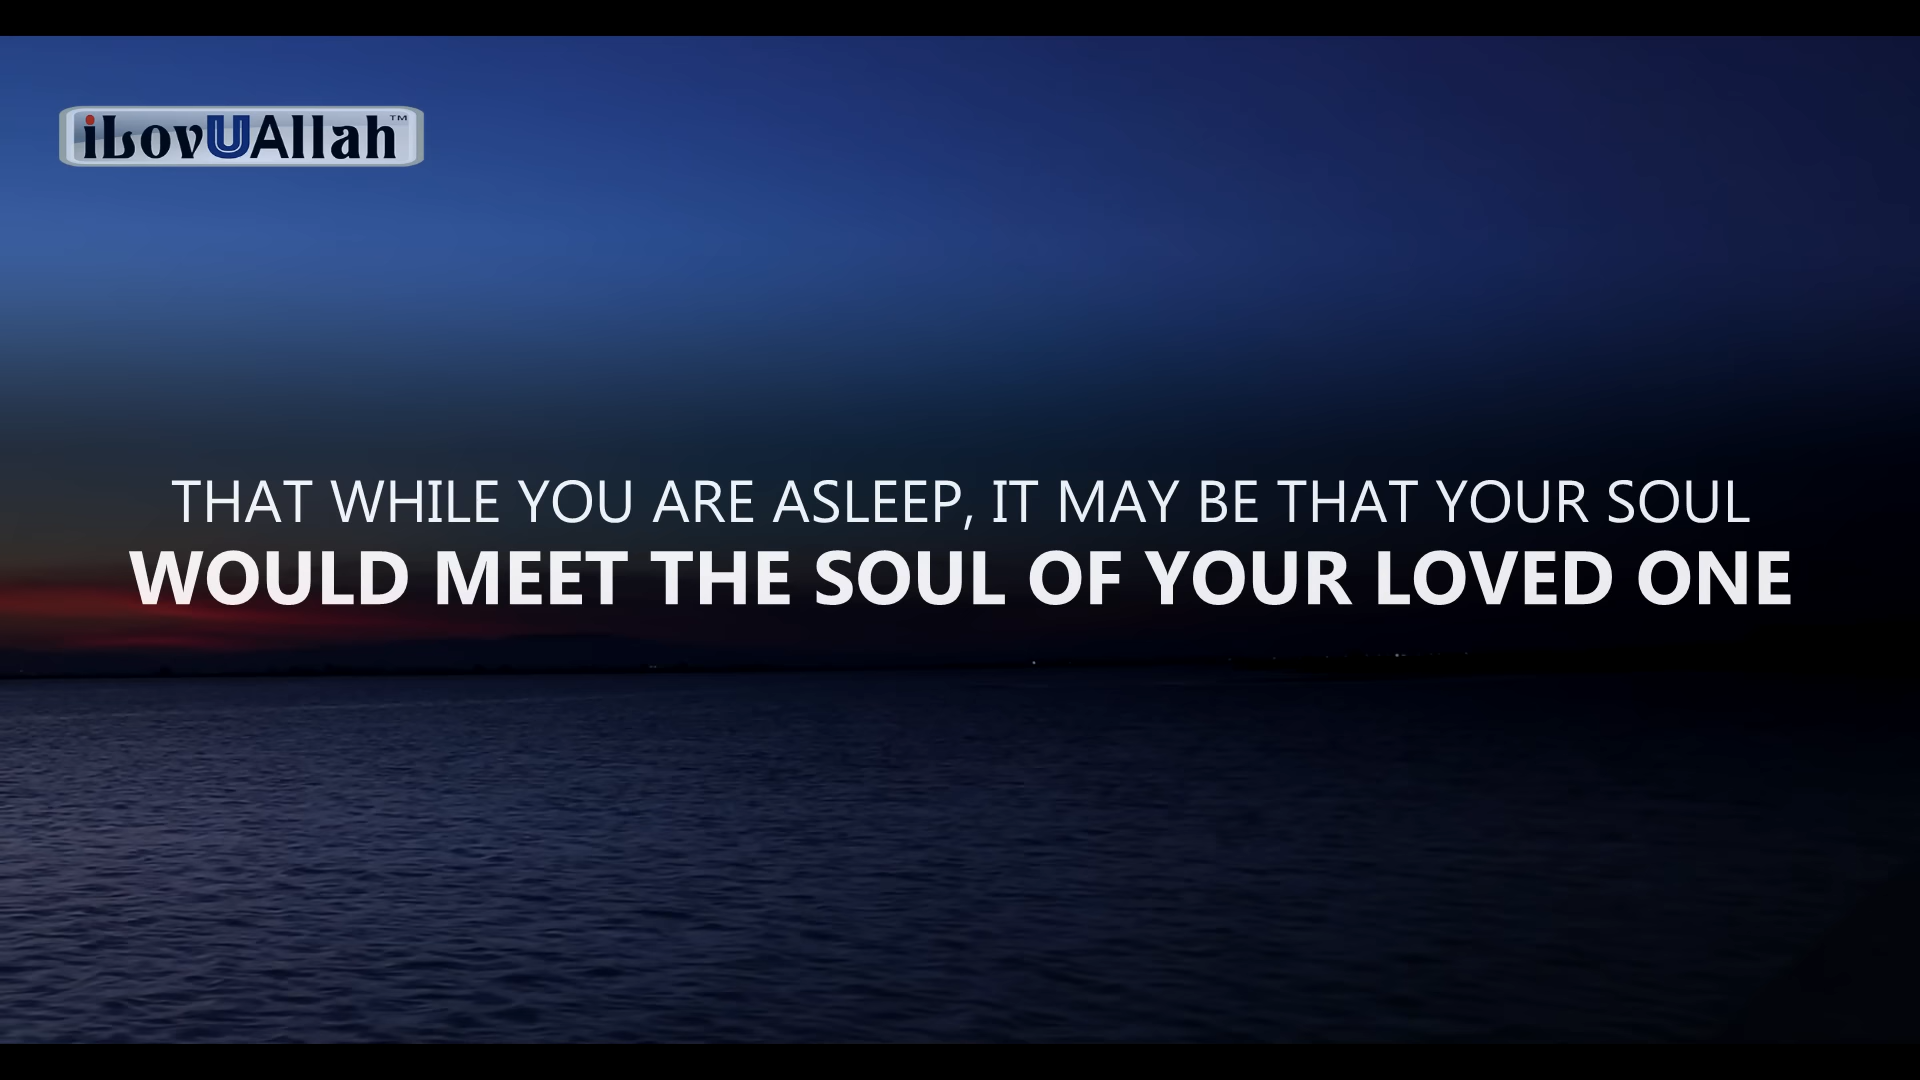 iLovUAllah™
THAT WHILE YOU ARE ASLEEP, IT MAY BE THAT YOUR SOUL
WOULD MEET THE SOUL OF YOUR LOVED ONE